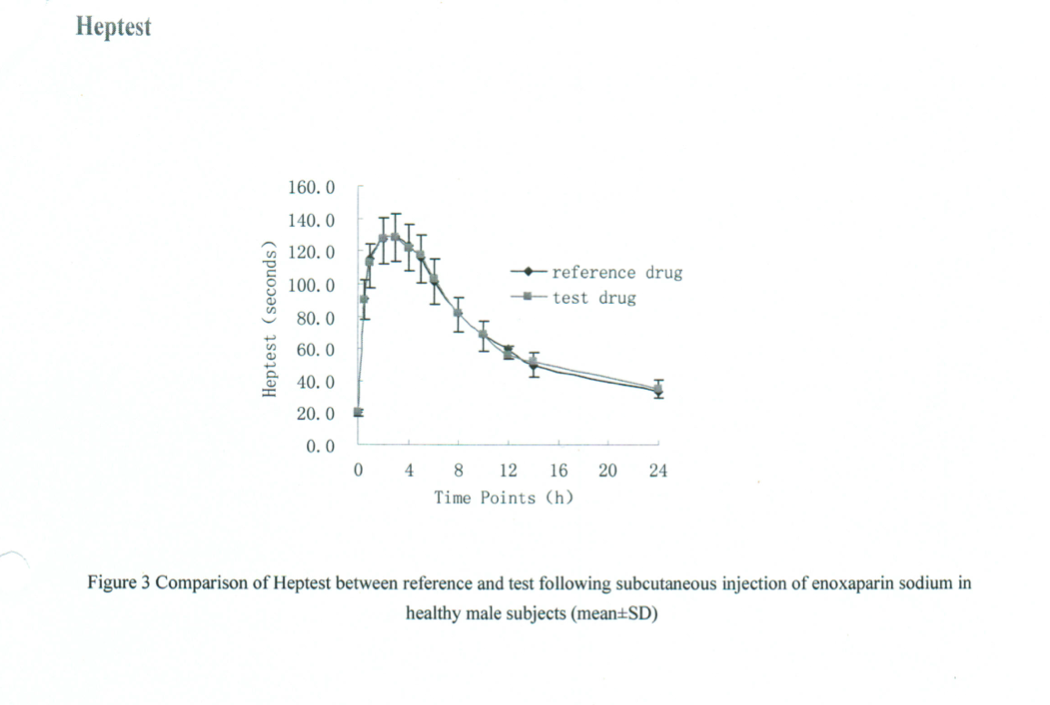 Heptest
160.0
140.0
120.0
100.0
80.0
60.0
40.0
20.0
0.0
Heptest (seconds)
reference drug
test drug
0 4 8 12 16 20 24
Time Points (h)
Figure 3 Comparison of Heptest between reference and test following subcutaneous injection of enoxaparin sodium in
healthy male subjects (mean±SD)